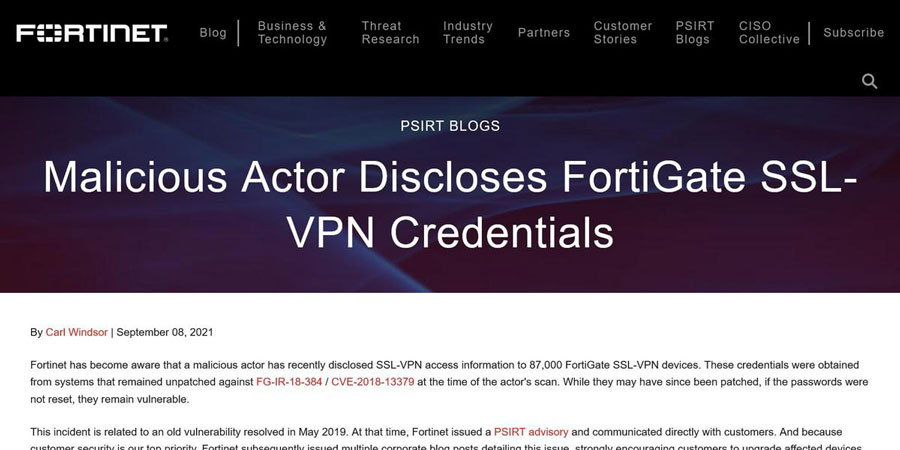 FORTINET
Blog
Business &
Technology
Threat
Research
Industry
Trends
Partners
Customer
Stories
PSIRT
Blogs
CISO
Collective
Subscribe
PSIRT BLOGS
Malicious Actor Discloses FortiGate SSL-
VPN Credentials
By Carl Windsor | September 08, 2021
Fortinet has become aware that a malicious actor has recently disclosed SSL-VPN access information to 87,000 FortiGate SSL-VPN devices. These credentials were obtained
from systems that remained unpatched against FG-IR-18-384 / CVE-2018-13379 at the time of the actor's scan. While they may have since been patched, if the passwords were
not reset, they remain vulnerable.
This incident is related to an old vulnerability resolved in May 2019. At that time, Fortinet issued a PSIRT advisory and communicated directly with customers. And because
customer security is our top priority, Fortinet subsequently issued multiple corporate blog posts detailing this issue, strongly encouraging customers to upgrade affected devices.